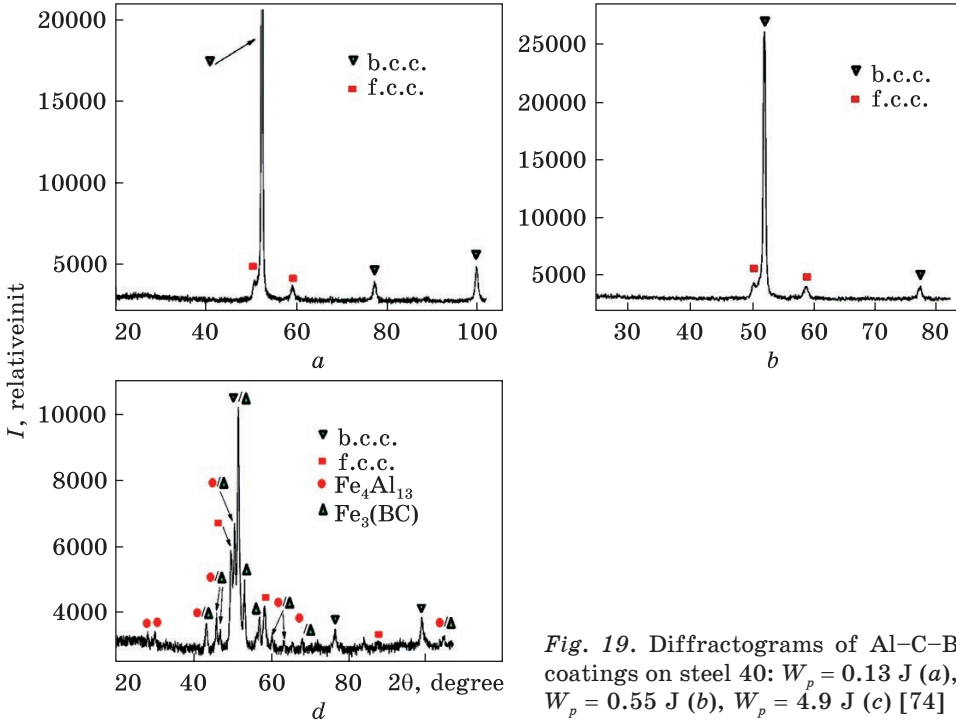 20000
15000
10000
5000
b.c.c.
f.c.c.
20 40 60 80 100
a
25000
20000
15000
10000
5000
b.c.c.
f.c.c.
30 40 50 60 70 80
b
I, relativeinit
10000
8000
6000
4000
b.c.c.
f.c.c.
Fe₄Al₁₃
Fe₃(BC)
/ / / / / / / /
20 40 60 80 2θ, degree
d
Fig. 19. Diffractograms of Al–C–B
coatings on steel 40: Wₚ = 0.13 J (a),
Wₚ = 0.55 J (b), Wₚ = 4.9 J (c) [74]